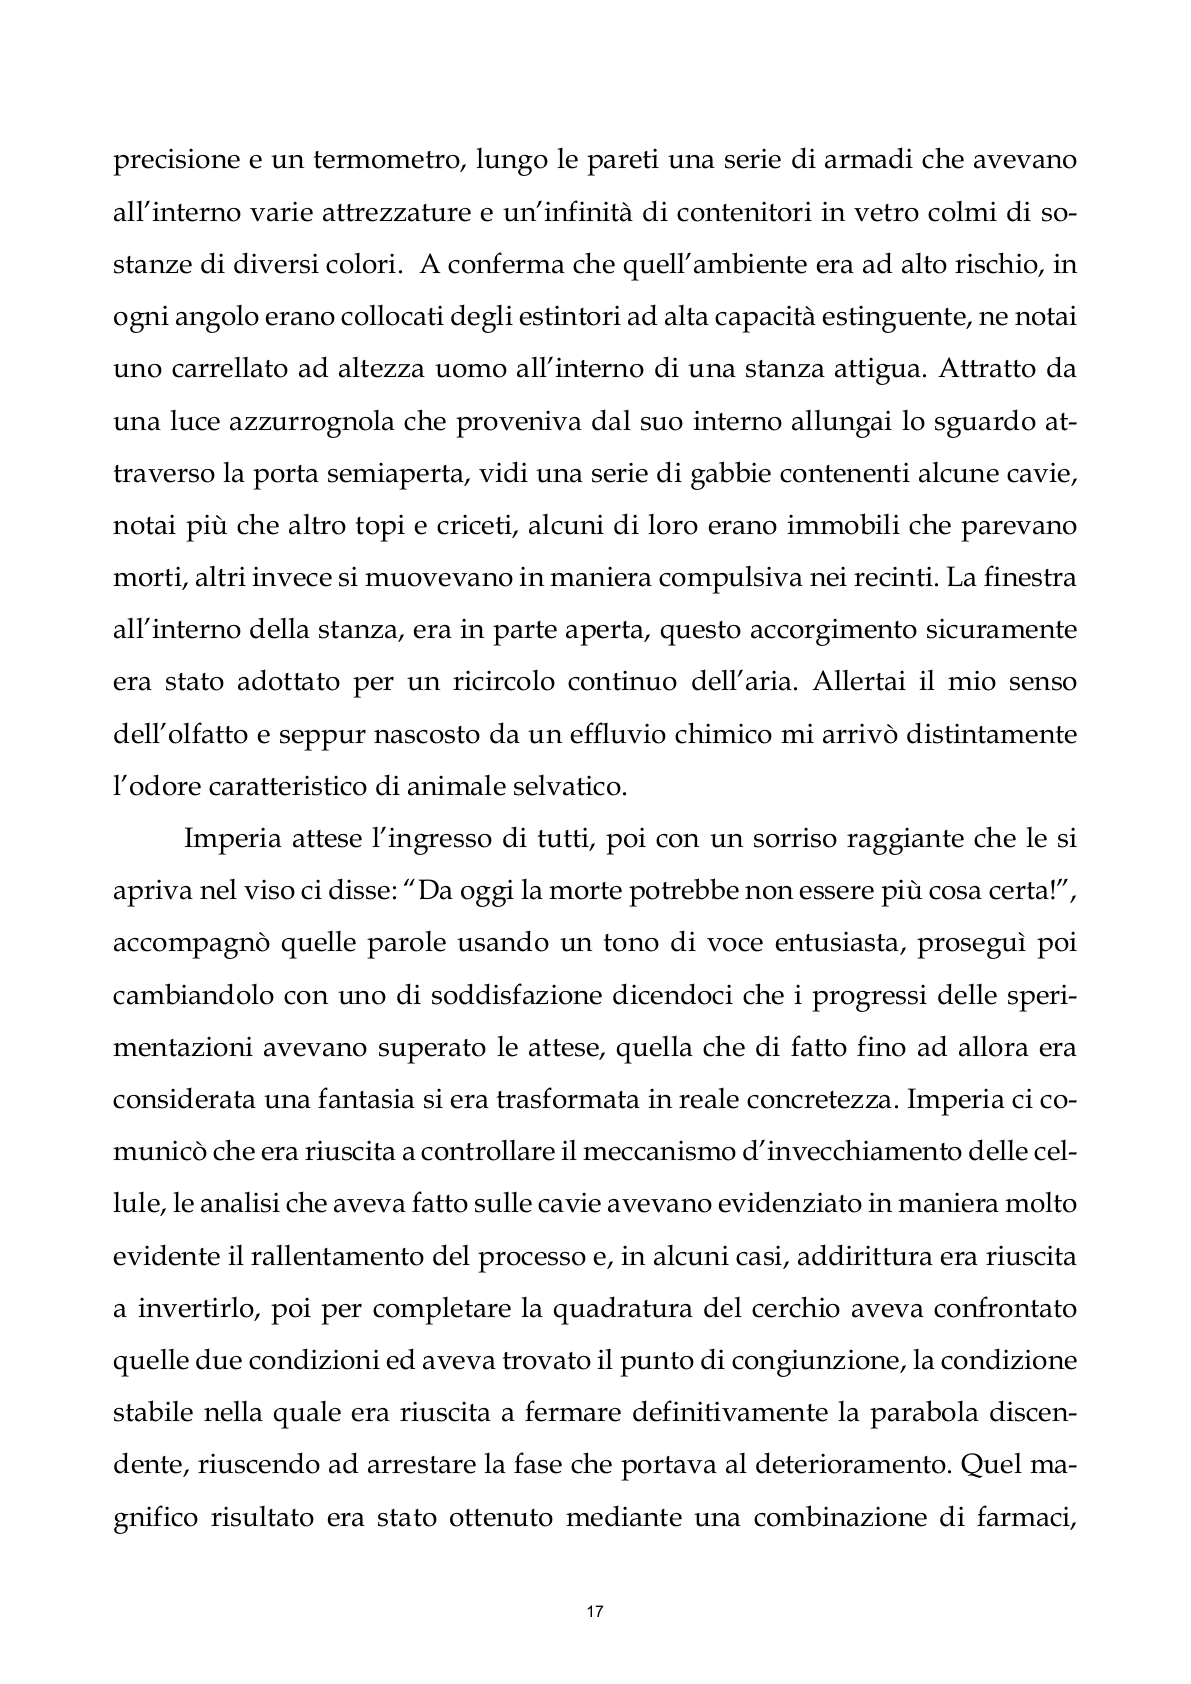 precisione e un termometro, lungo le pareti una serie di armadi che avevano
all’interno varie attrezzature e un’infinità di contenitori in vetro colmi di so-
stanze di diversi colori.  A conferma che quell’ambiente era ad alto rischio, in
ogni angolo erano collocati degli estintori ad alta capacità estinguente, ne notai
uno carrellato ad altezza uomo all’interno di una stanza attigua. Attratto da
una luce azzurrognola che proveniva dal suo interno allungai lo sguardo at-
traverso la porta semiaperta, vidi una serie di gabbie contenenti alcune cavie,
notai più che altro topi e criceti, alcuni di loro erano immobili che parevano
morti, altri invece si muovevano in maniera compulsiva nei recinti. La finestra
all’interno della stanza, era in parte aperta, questo accorgimento sicuramente
era stato adottato per un ricircolo continuo dell’aria. Allertai il mio senso
dell’olfatto e seppur nascosto da un effluvio chimico mi arrivò distintamente
l’odore caratteristico di animale selvatico.
Imperia attese l’ingresso di tutti, poi con un sorriso raggiante che le si
apriva nel viso ci disse: “Da oggi la morte potrebbe non essere più cosa certa!”,
accompagnò quelle parole usando un tono di voce entusiasta, proseguì poi
cambiandolo con uno di soddisfazione dicendoci che i progressi delle speri-
mentazioni avevano superato le attese, quella che di fatto fino ad allora era
considerata una fantasia si era trasformata in reale concretezza. Imperia ci co-
municò che era riuscita a controllare il meccanismo d’invecchiamento delle cel-
lule, le analisi che aveva fatto sulle cavie avevano evidenziato in maniera molto
evidente il rallentamento del processo e, in alcuni casi, addirittura era riuscita
a invertirlo, poi per completare la quadratura del cerchio aveva confrontato
quelle due condizioni ed aveva trovato il punto di congiunzione, la condizione
stabile nella quale era riuscita a fermare definitivamente la parabola discen-
dente, riuscendo ad arrestare la fase che portava al deterioramento. Quel ma-
gnifico risultato era stato ottenuto mediante una combinazione di farmaci,
17